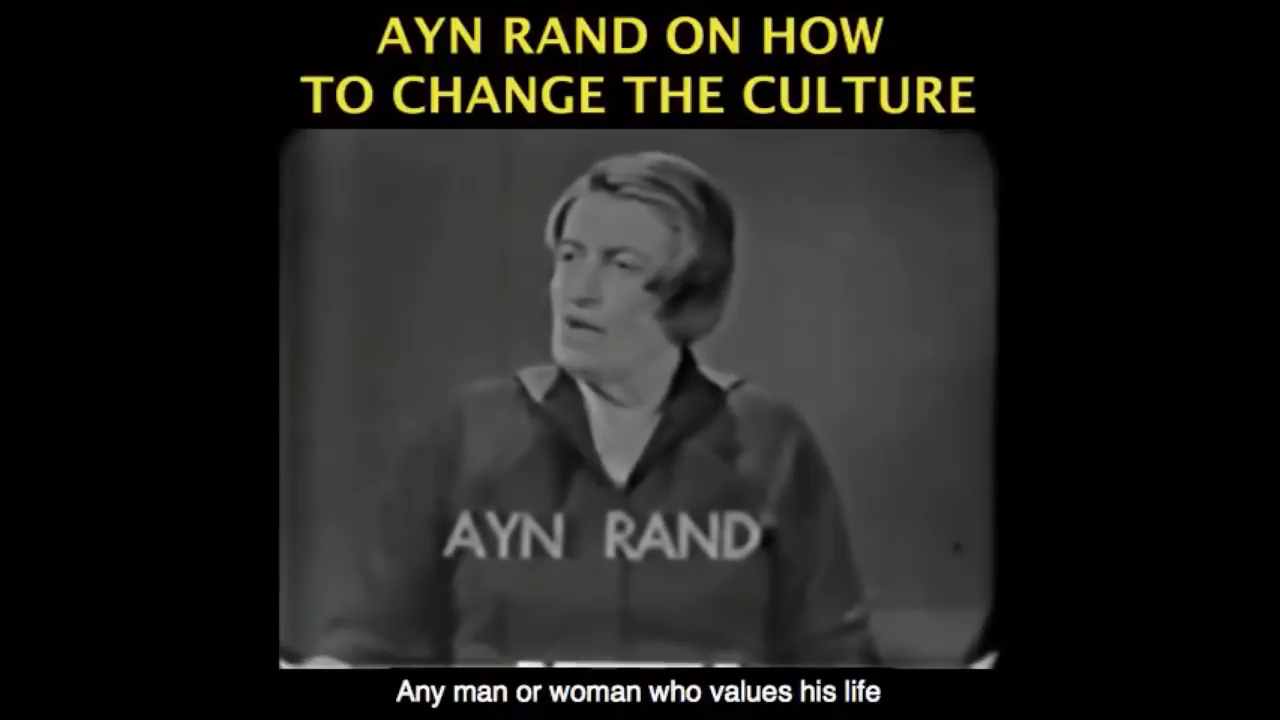 AYN RAND ON HOW
TO CHANGE THE CULTURE
AYN RAND
Any man or woman who values his life